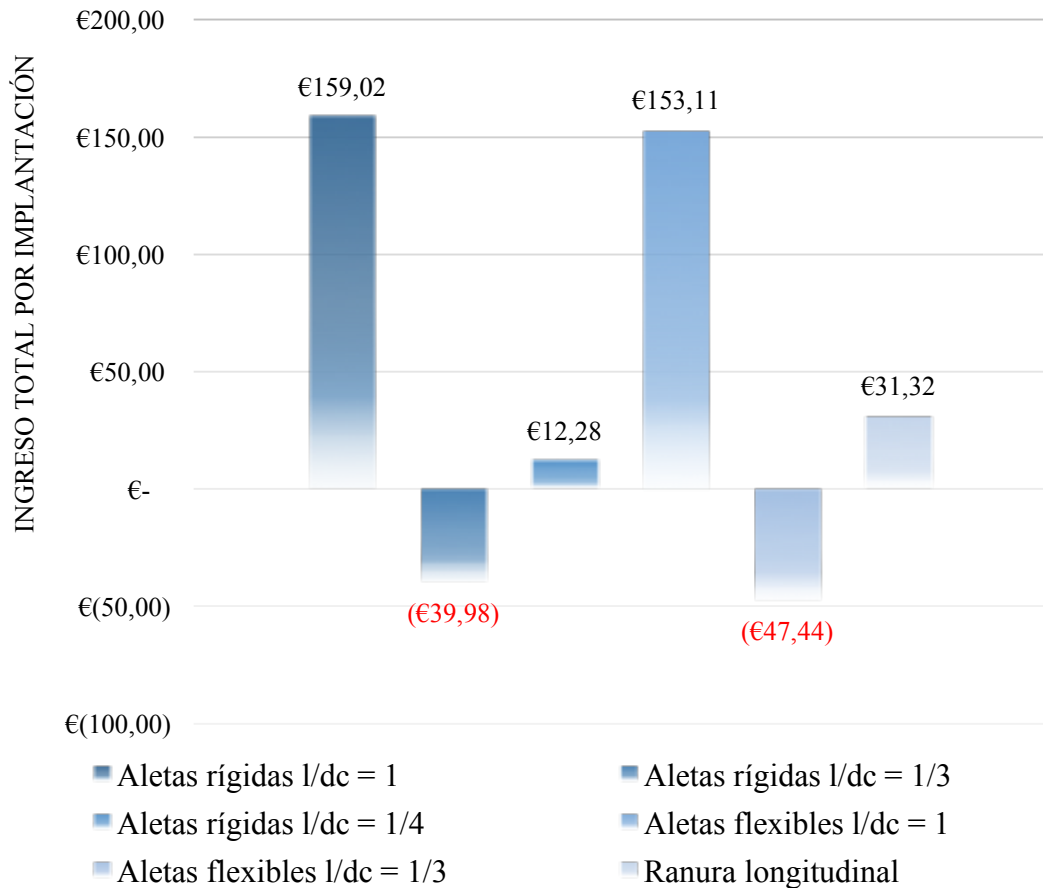 €200,00
€150,00
€100,00
€50,00
€-
€(50,00)
€(100,00)
INGRESO TOTAL POR IMPLANTACIÓN
€159,02
(€39,98)
€12,28
€153,11
(€47,44)
€31,32
Aletas rígidas l/dc = 1
Aletas rígidas l/dc = 1/3
Aletas rígidas l/dc = 1/4
Aletas flexibles l/dc = 1
Aletas flexibles l/dc = 1/3
Ranura longitudinal